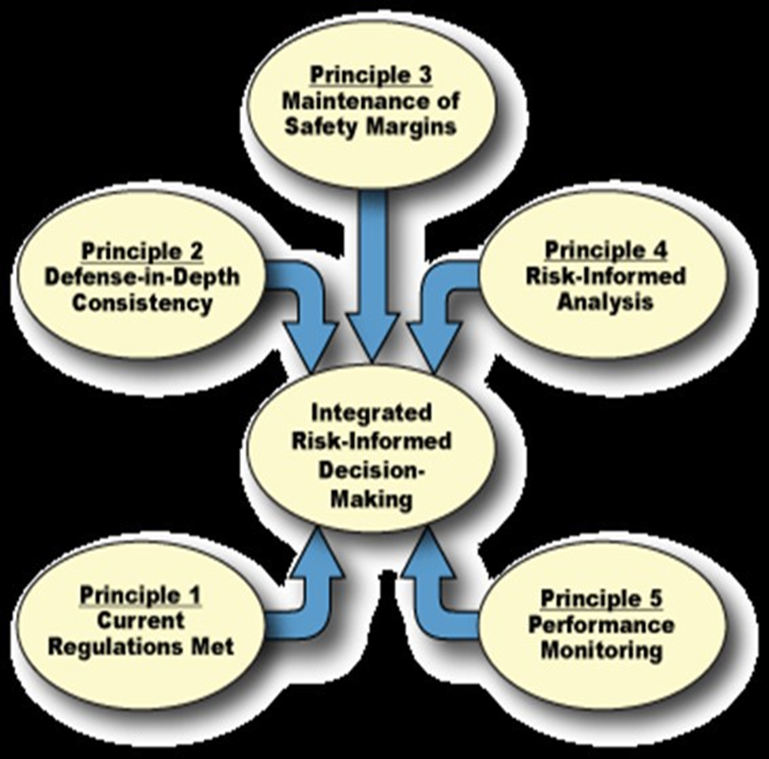 Principle 3
Maintenance of
Safety Margins
Principle 2
Defense-in-Depth
Consistency
Principle 4
Risk-Informed
Analysis
Integrated
Risk-Informed
Decision-
Making
Principle 1
Current
Regulations Met
Principle 5
Performance
Monitoring